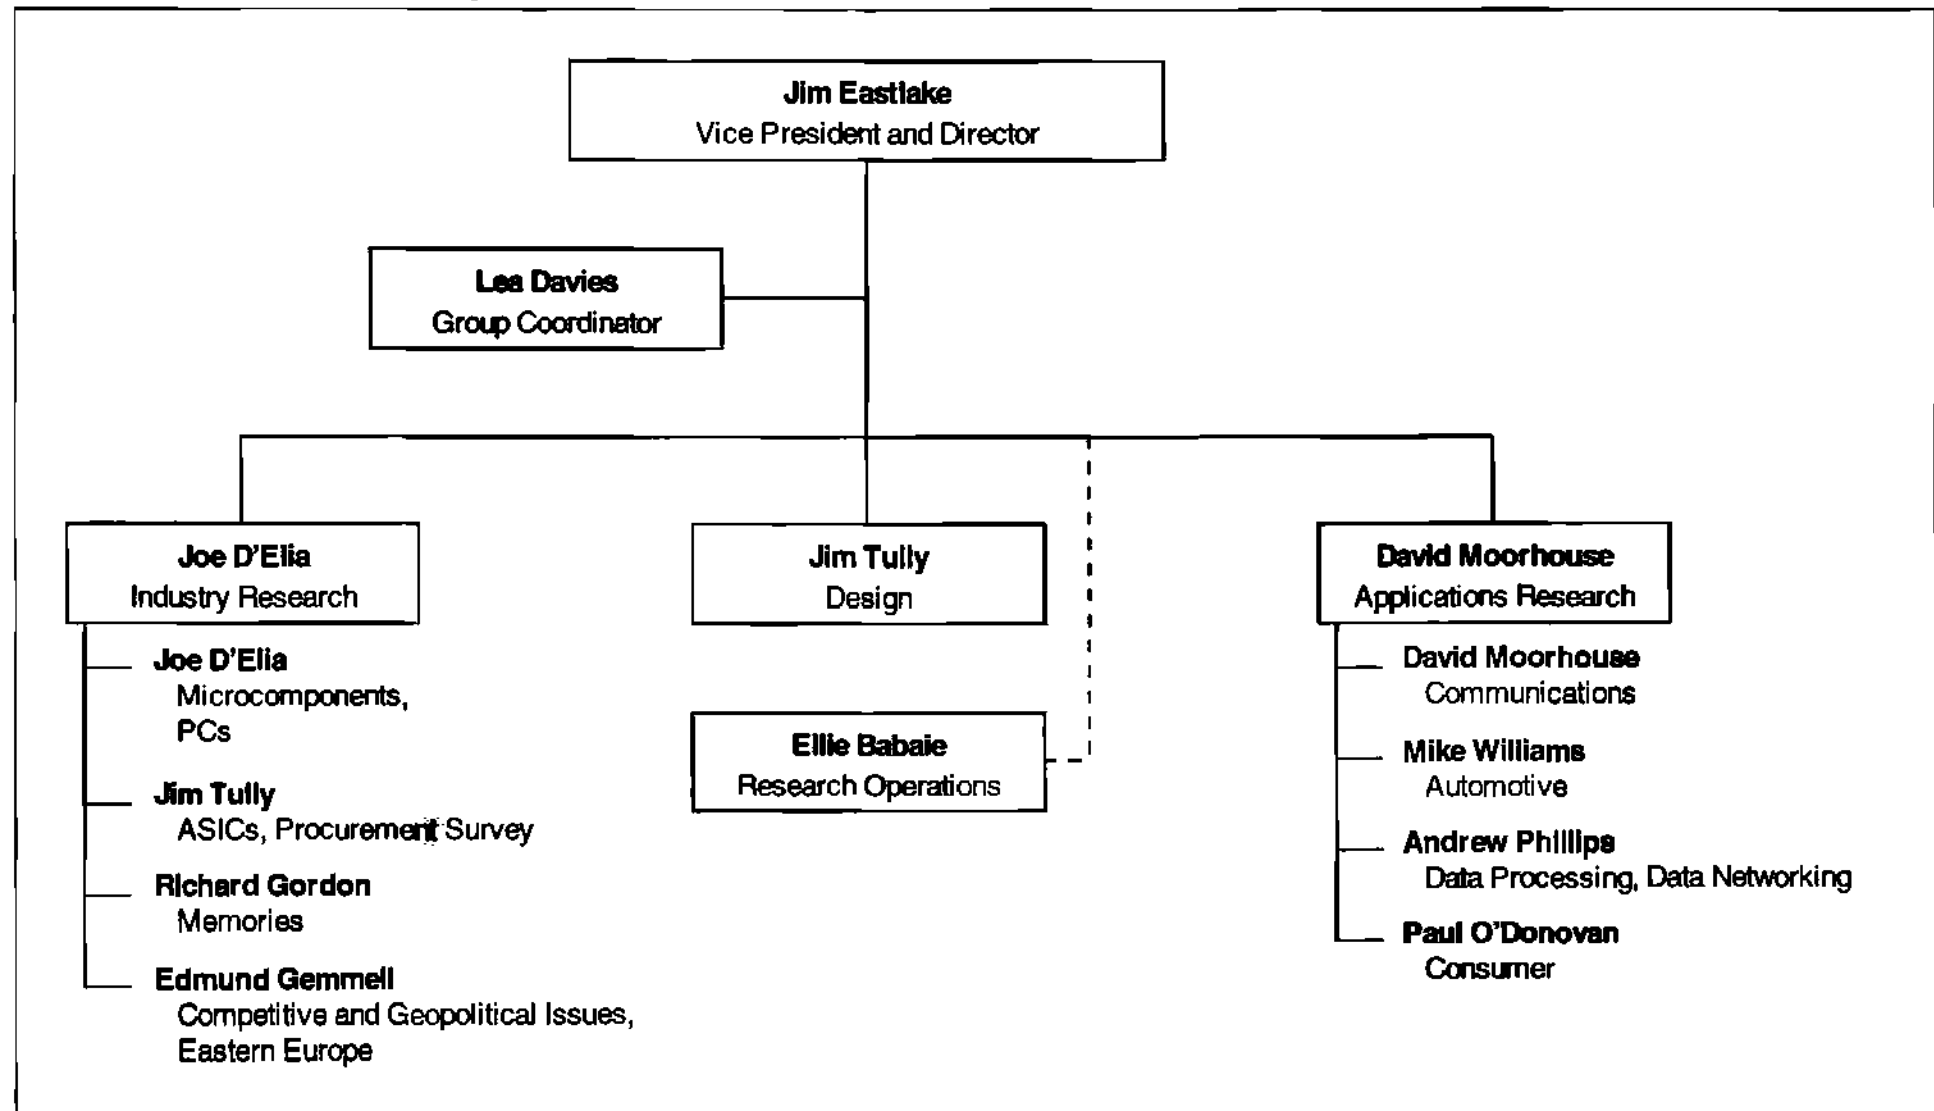 Jim Eastlake
Vice President and Director
Lea Davies
Group Coordinator
Joe D'Elia
Industry Research
Joe D'Elia
Microcomponents,
PCs
Jim Tully
ASICs, Procurement Survey
Richard Gordon
Memories
Edmund Gemmell
Competitive and Geopolitical Issues,
Eastern Europe
Jim Tully
Design
Ellie Babaie
Research Operations
David Moorhouse
Applications Research
David Moorhouse
Communications
Mike Williams
Automotive
Andrew Phillips
Data Processing, Data Networking
Paul O'Donovan
Consumer